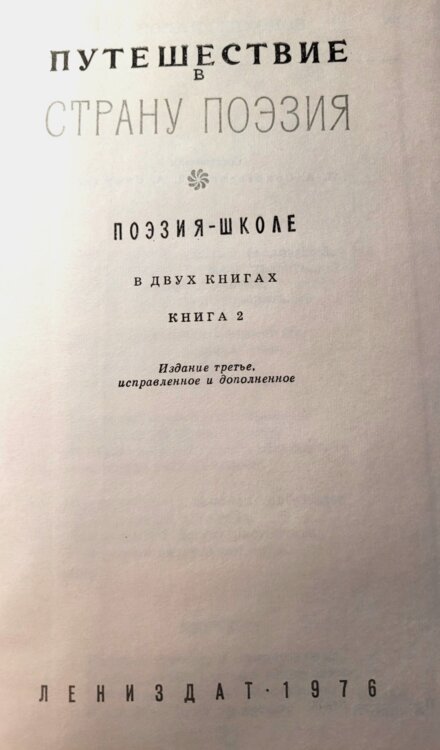 ПУТЕШЕСТВИЕ
В
СТРАНУ ПОЭЗИЯ
ПОЭЗИЯ-ШКОЛЕ
В ДВУХ КНИГАХ
КНИГА 2
Издание третье,
исправленное и дополненное
ЛЕНИЗДАТ·1976